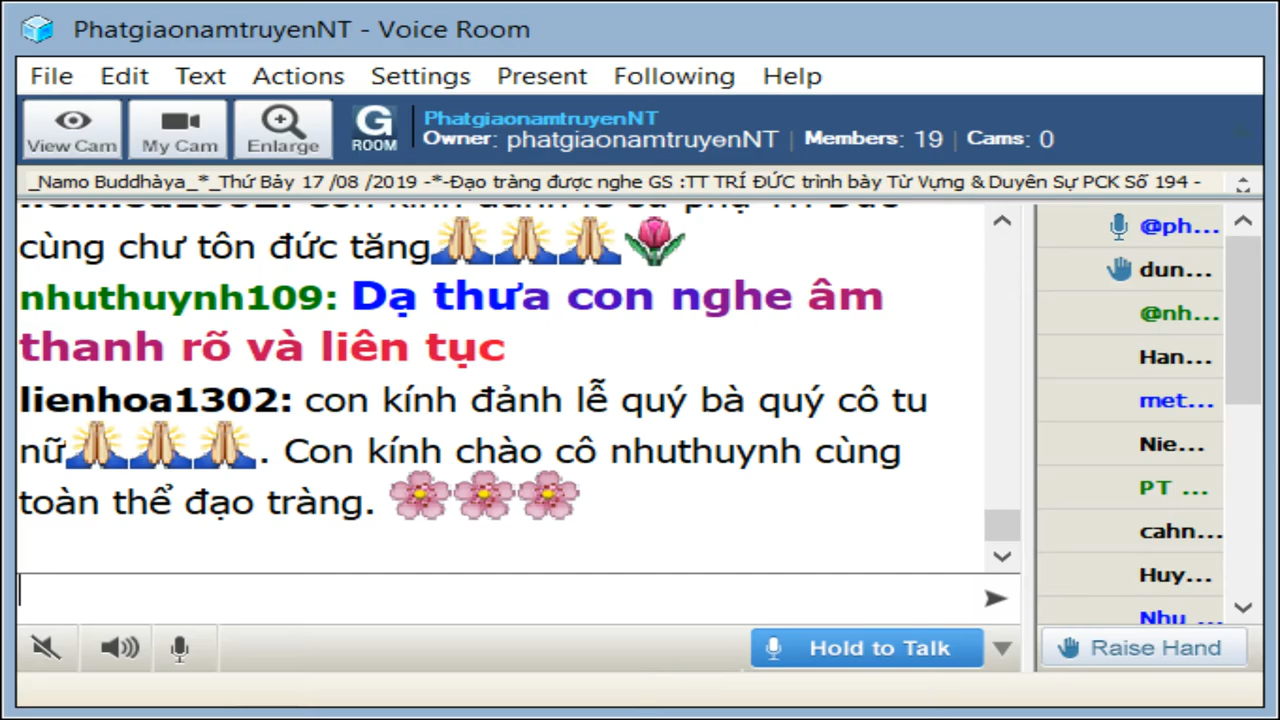 PhatgiaonamtruyenNT - Voice Room
File Edit Text Actions Settings Present Following Help
View Cam My Cam Enlarge G ROOM
PhatgiaonamtruyenNT
Owner: phatgiaonamtruyenNT | Members: 19 | Cams: 0
_Namo Buddhàya_*_Thứ Bảy 17 /08 /2019 -*-Đạo tràng được nghe GS :TT TRÍ ĐỨC trình bày Từ Vựng & Duyên Sự PCK Số 194 -
cùng chư tôn đức tăng🙏🙏🙏🌷
nhuthuynh109: Dạ thưa con nghe âm
thanh rõ và liên tục
lienhoa1302: con kính đảnh lễ quý bà quý cô tu
nữ🙏🙏🙏. Con kính chào cô nhuthuynh cùng
toàn thể đạo tràng. 🌸🌸🌸
@ph...
dun...
@nh...
Han...
met...
Nie...
PT ...
cahn...
Huy...
Nhu ...
Hold to Talk
Raise Hand